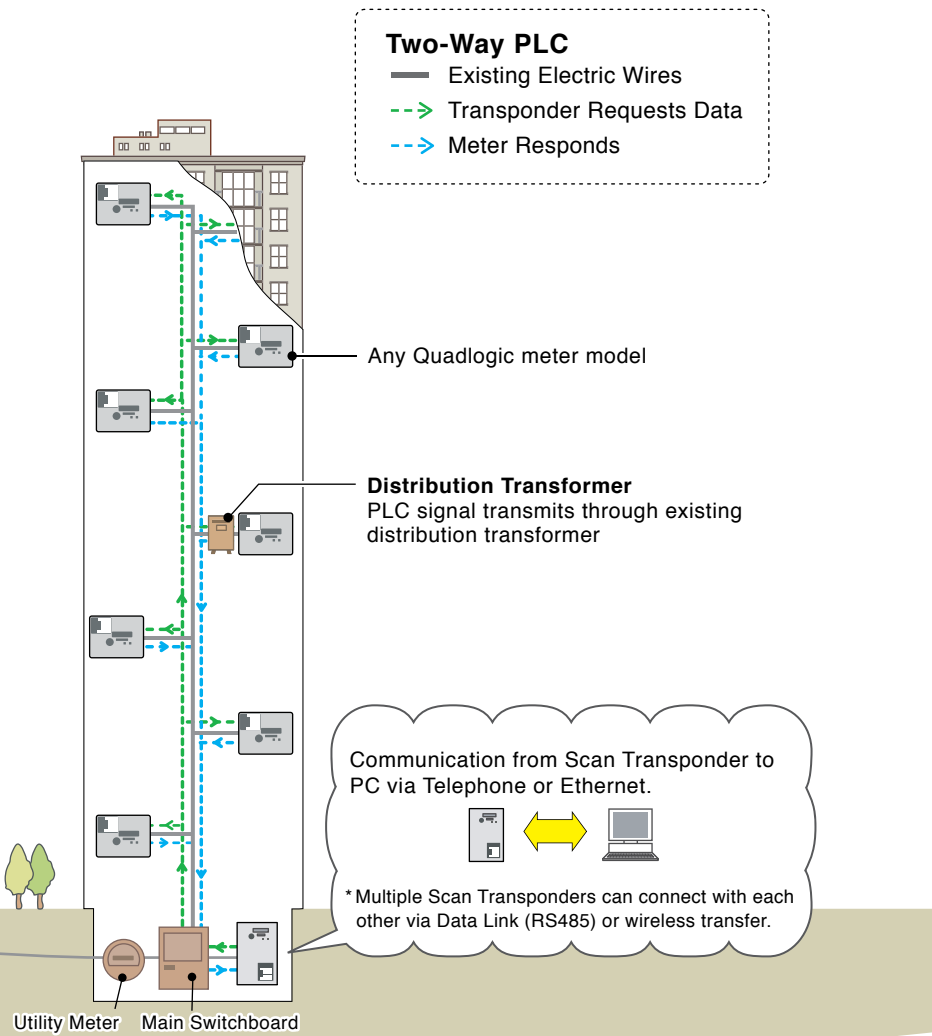 Two-Way PLC
Existing Electric Wires
Transponder Requests Data
Meter Responds
Any Quadlogic meter model
Distribution Transformer
PLC signal transmits through existing
distribution transformer
Communication from Scan Transponder to
PC via Telephone or Ethernet.
* Multiple Scan Transponders can connect with each
other via Data Link (RS485) or wireless transfer.
Utility Meter
Main Switchboard